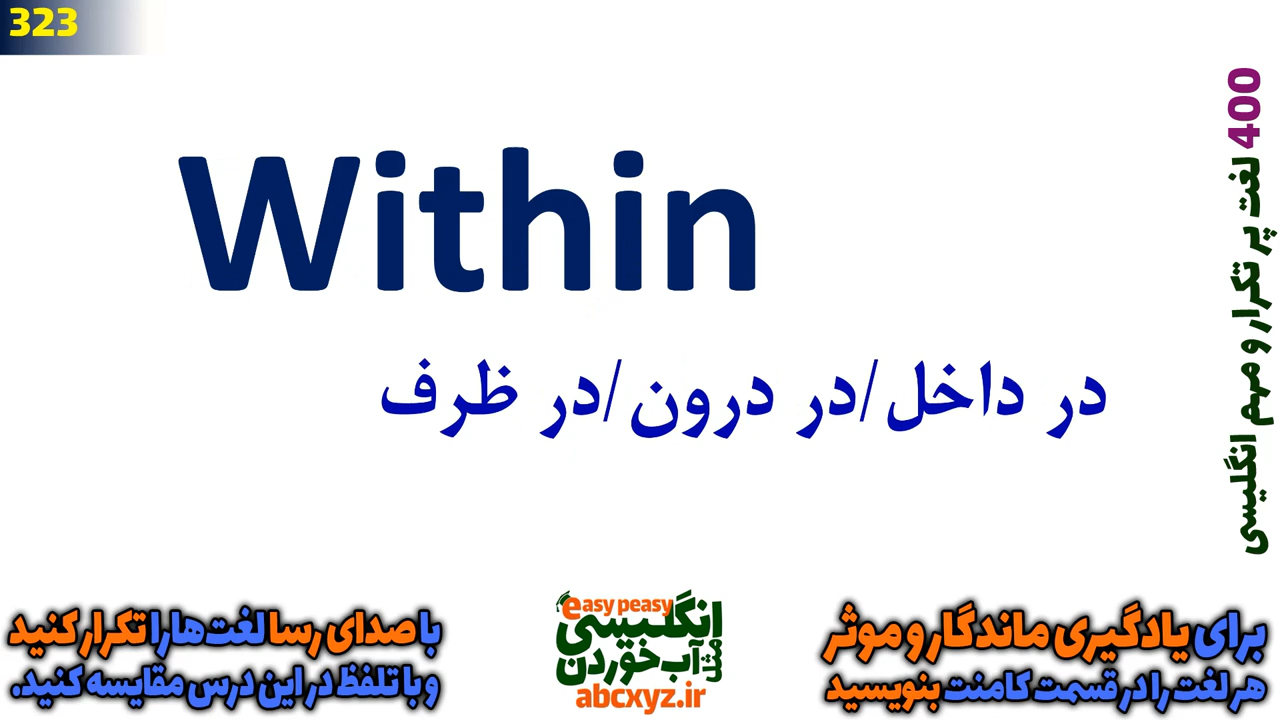 323
Within
در داخل/در درون/در ظرف
400 لغت پر تکرار و مهم انگلیسی
برای یادگیری ماندگار و موثر
هر لغت را در قسمت کامنت بنویسید
easy peasy
انگلیسی
مثل آب خوردن
abcxyz.ir
با صدای رسا لغت‌ها را تکرار کنید
و با تلفظ در این درس مقایسه کنید.